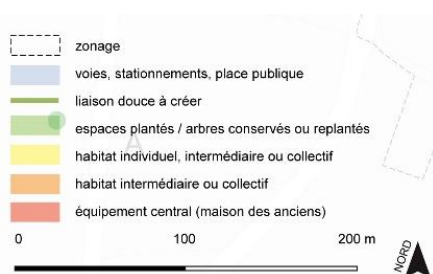 zonage
voies, stationnements, place publique
liaison douce à créer
espaces plantés / arbres conservés ou replantés
A
habitat individuel, intermédiaire ou collectif
habitat intermédiaire ou collectif
équipement central (maison des anciens)
0 100 200 m
NORD